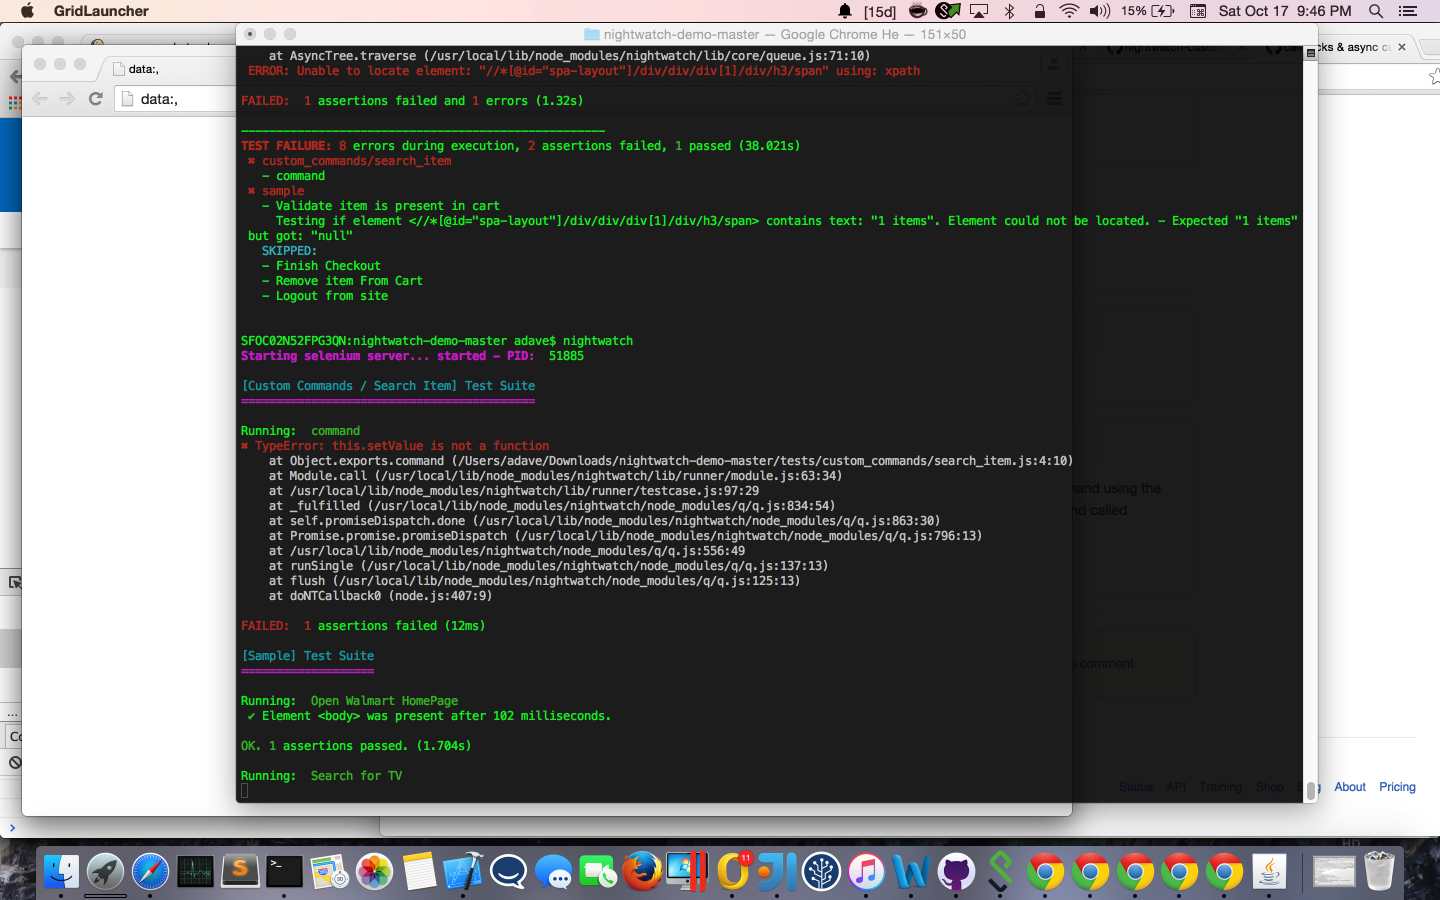 GridLauncher
[15d]
15%
Sat Oct 17 9:46 PM
nightwatch-demo-master — Google Chrome He — 151×50
data:,
data:,
at AsyncTree.traverse (/usr/local/lib/node_modules/nightwatch/lib/core/queue.js:71:10)
ERROR: Unable to locate element: "//*[@id="spa-layout"]/div/div/div[1]/div/h3/span" using: xpath
FAILED:  1 assertions failed and 1 errors (1.32s)
----------------------------------------------------
TEST FAILURE: 8 errors during execution, 2 assertions failed, 1 passed (38.021s)
✖ custom_commands/search_item
- command
✖ sample
- Validate item is present in cart
Testing if element <//*[@id="spa-layout"]/div/div/div[1]/div/h3/span> contains text: "1 items". Element could not be located. - Expected "1 items"
but got: "null"
SKIPPED:
- Finish Checkout
- Remove item From Cart
- Logout from site
SFOC02N52FPG3QN:nightwatch-demo-master adave$ nightwatch
Starting selenium server... started - PID:  51885
[Custom Commands / Search Item] Test Suite
==========================================
Running:  command
✖ TypeError: this.setValue is not a function
at Object.exports.command (/Users/adave/Downloads/nightwatch-demo-master/tests/custom_commands/search_item.js:4:10)
at Module.call (/usr/local/lib/node_modules/nightwatch/lib/runner/module.js:63:34)
at /usr/local/lib/node_modules/nightwatch/lib/runner/testcase.js:97:29
at _fulfilled (/usr/local/lib/node_modules/nightwatch/node_modules/q/q.js:834:54)
at self.promiseDispatch.done (/usr/local/lib/node_modules/nightwatch/node_modules/q/q.js:863:30)
at Promise.promise.promiseDispatch (/usr/local/lib/node_modules/nightwatch/node_modules/q/q.js:796:13)
at /usr/local/lib/node_modules/nightwatch/node_modules/q/q.js:556:49
at runSingle (/usr/local/lib/node_modules/nightwatch/node_modules/q/q.js:137:13)
at flush (/usr/local/lib/node_modules/nightwatch/node_modules/q/q.js:125:13)
at doNTCallback0 (node.js:407:9)
FAILED:  1 assertions failed (12ms)
[Sample] Test Suite
===================
Running:  Open Walmart HomePage
✔ Element <body> was present after 102 milliseconds.
OK. 1 assertions passed. (1.704s)
Running:  Search for TV
and using the
called
comment
Status API Training Shop About Pricing
11